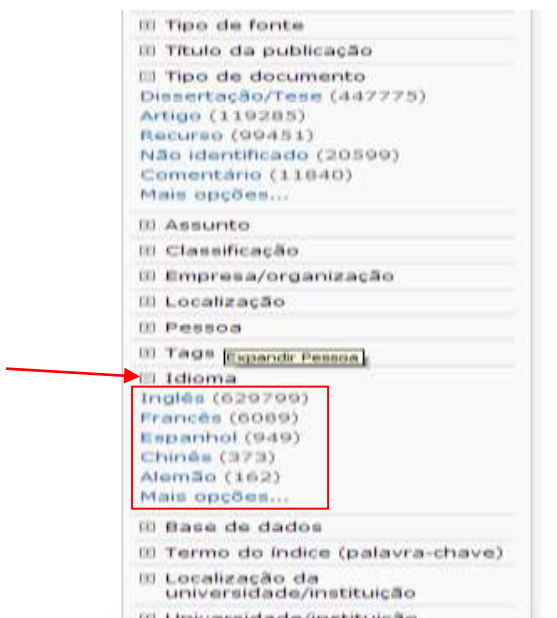 Tipo de fonte
Título da publicação
Tipo de documento
Dissertação/Tese (447775)
Artigo (119285)
Recurso (99451)
Não identificado (20599)
Comentário (11840)
Mais opções...
Assunto
Classificação
Empresa/organização
Localização
Pessoa
Tags
Expandir Pessoa
Idioma
Inglês (629799)
Francês (6089)
Espanhol (949)
Chinês (373)
Alemão (162)
Mais opções...
Base de dados
Termo do índice (palavra-chave)
Localização da
universidade/instituição
Universidade/instituição